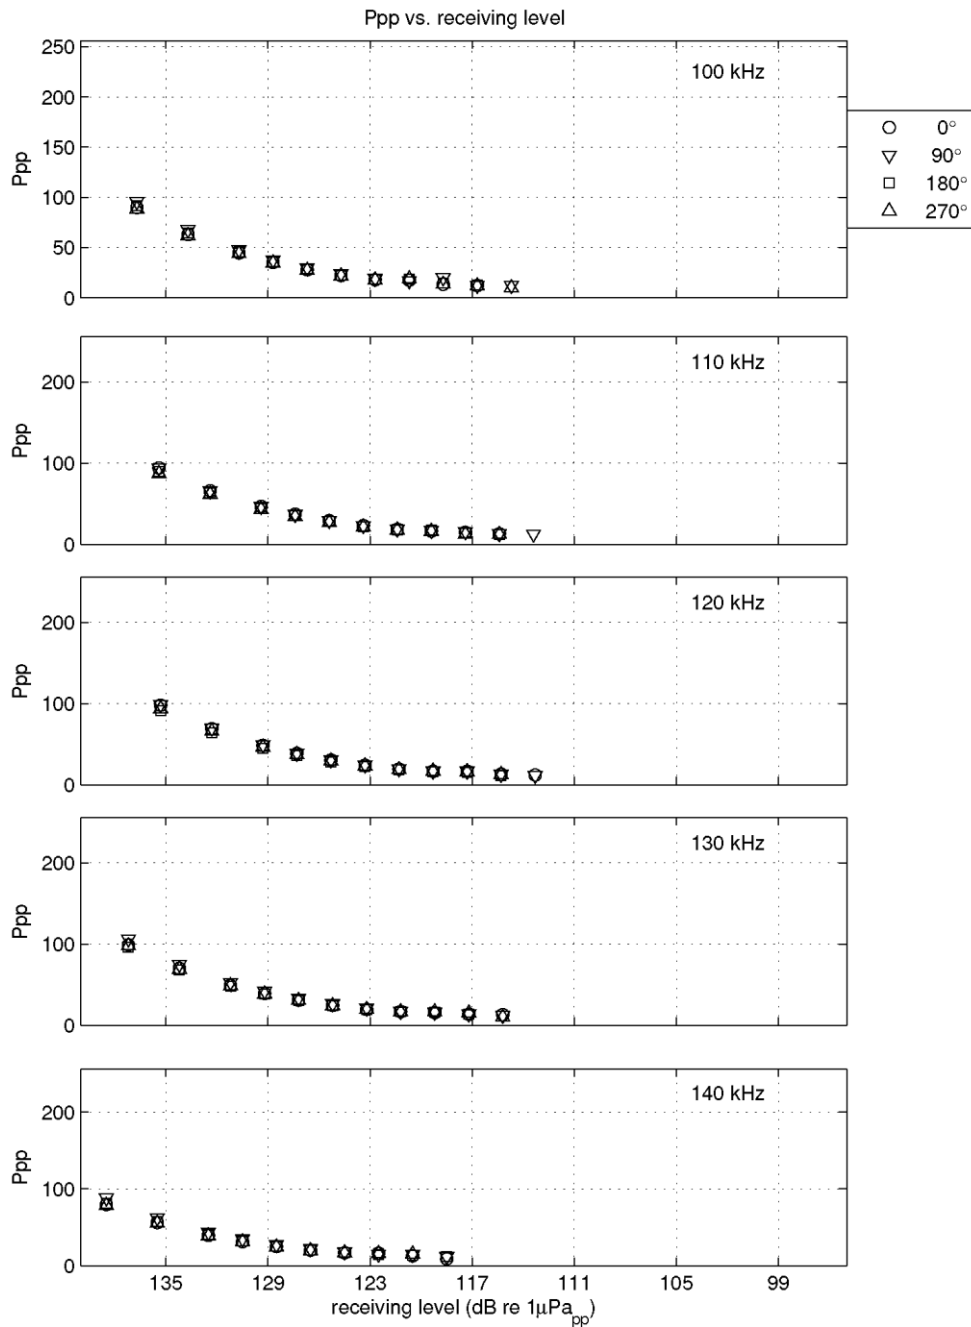 Ppp vs. receiving level
250
200
150
100
50
0
Ppp
100 kHz
0°
90°
180°
270°
200
100
0
Ppp
110 kHz
200
100
0
Ppp
120 kHz
200
100
0
Ppp
130 kHz
200
100
0
Ppp
140 kHz
135 129 123 117 111 105 99
receiving level (dB re 1μPapp)